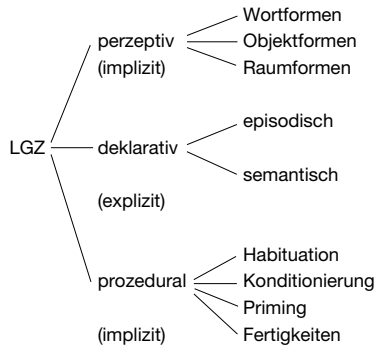 Wortformen
perzeptiv
Objektformen
(implizit)
Raumformen
episodisch
LGZ
deklarativ
semantisch
(explizit)
Habituation
prozedural
Konditionierung
Priming
(implizit)
Fertigkeiten